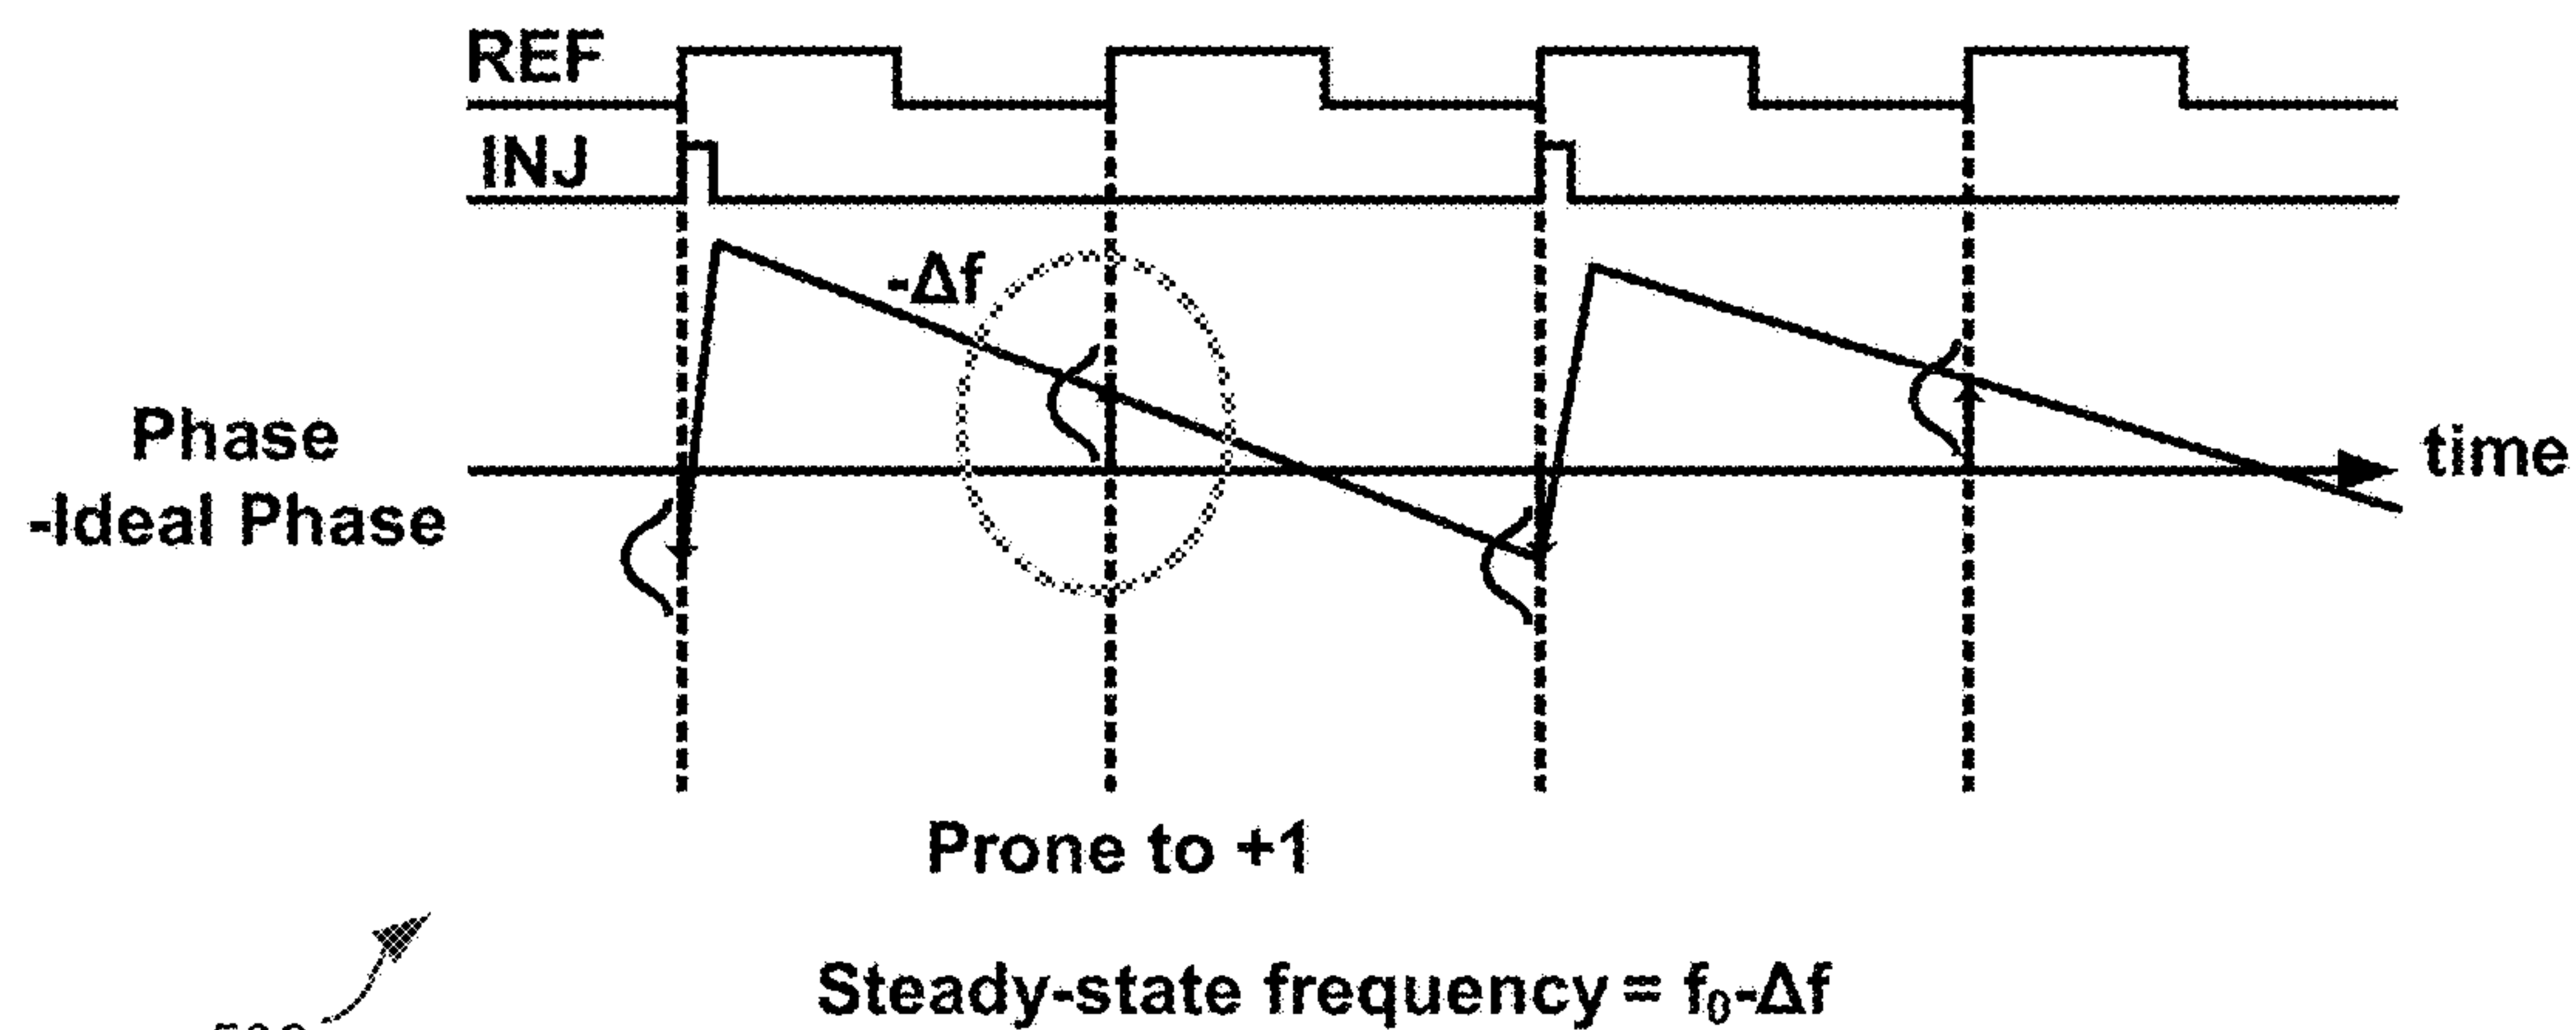 REF
INJ
-Δf
Phase
-Ideal Phase
time
Prone to +1
Steady-state frequency = f₀-Δf